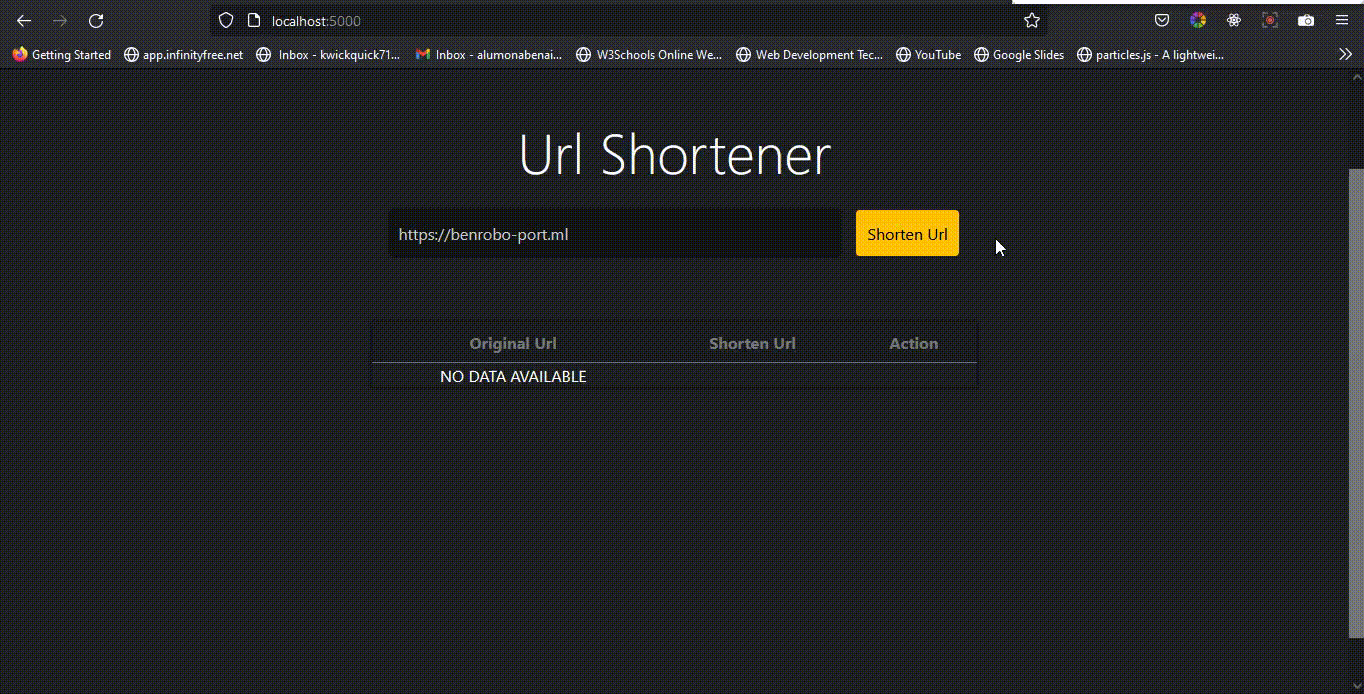 localhost:5000
Getting Started app.infinityfree.net Inbox - kwickquick71... Inbox - alumonabenai... W3Schools Online We... Web Development Tec... YouTube Google Slides particles.js - A lightwei...
Url Shortener
https://benrobo-port.ml Shorten Url
Original Url Shorten Url Action
NO DATA AVAILABLE